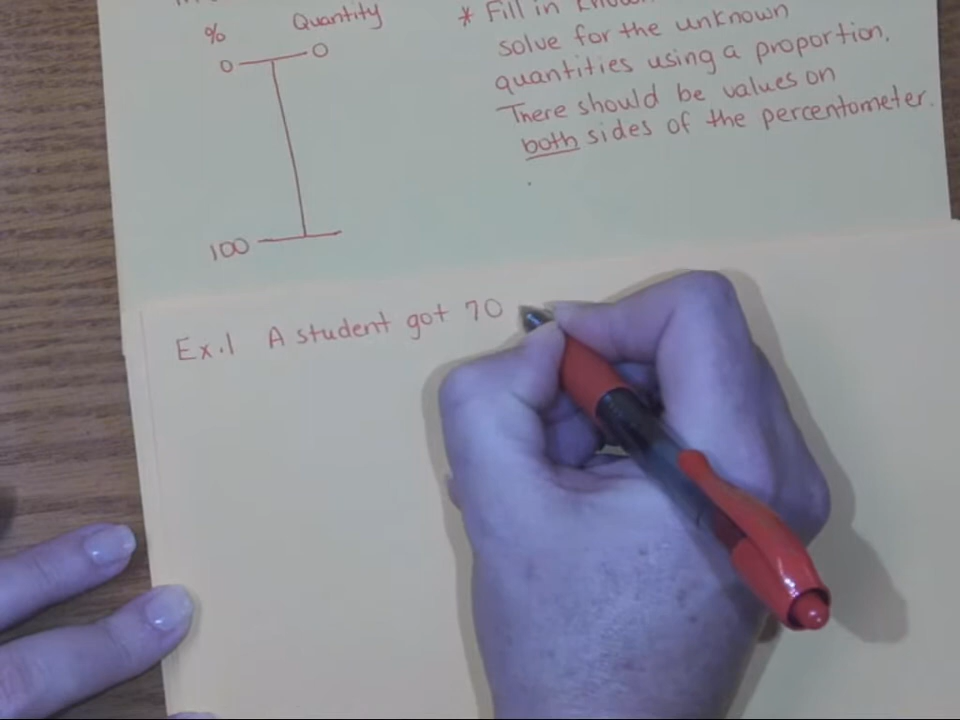 % Quantity
0 0
100
* Fill in
solve for the unknown
quantities using a proportion.
There should be values on
both sides of the percentometer.
Ex.1 A student got 70